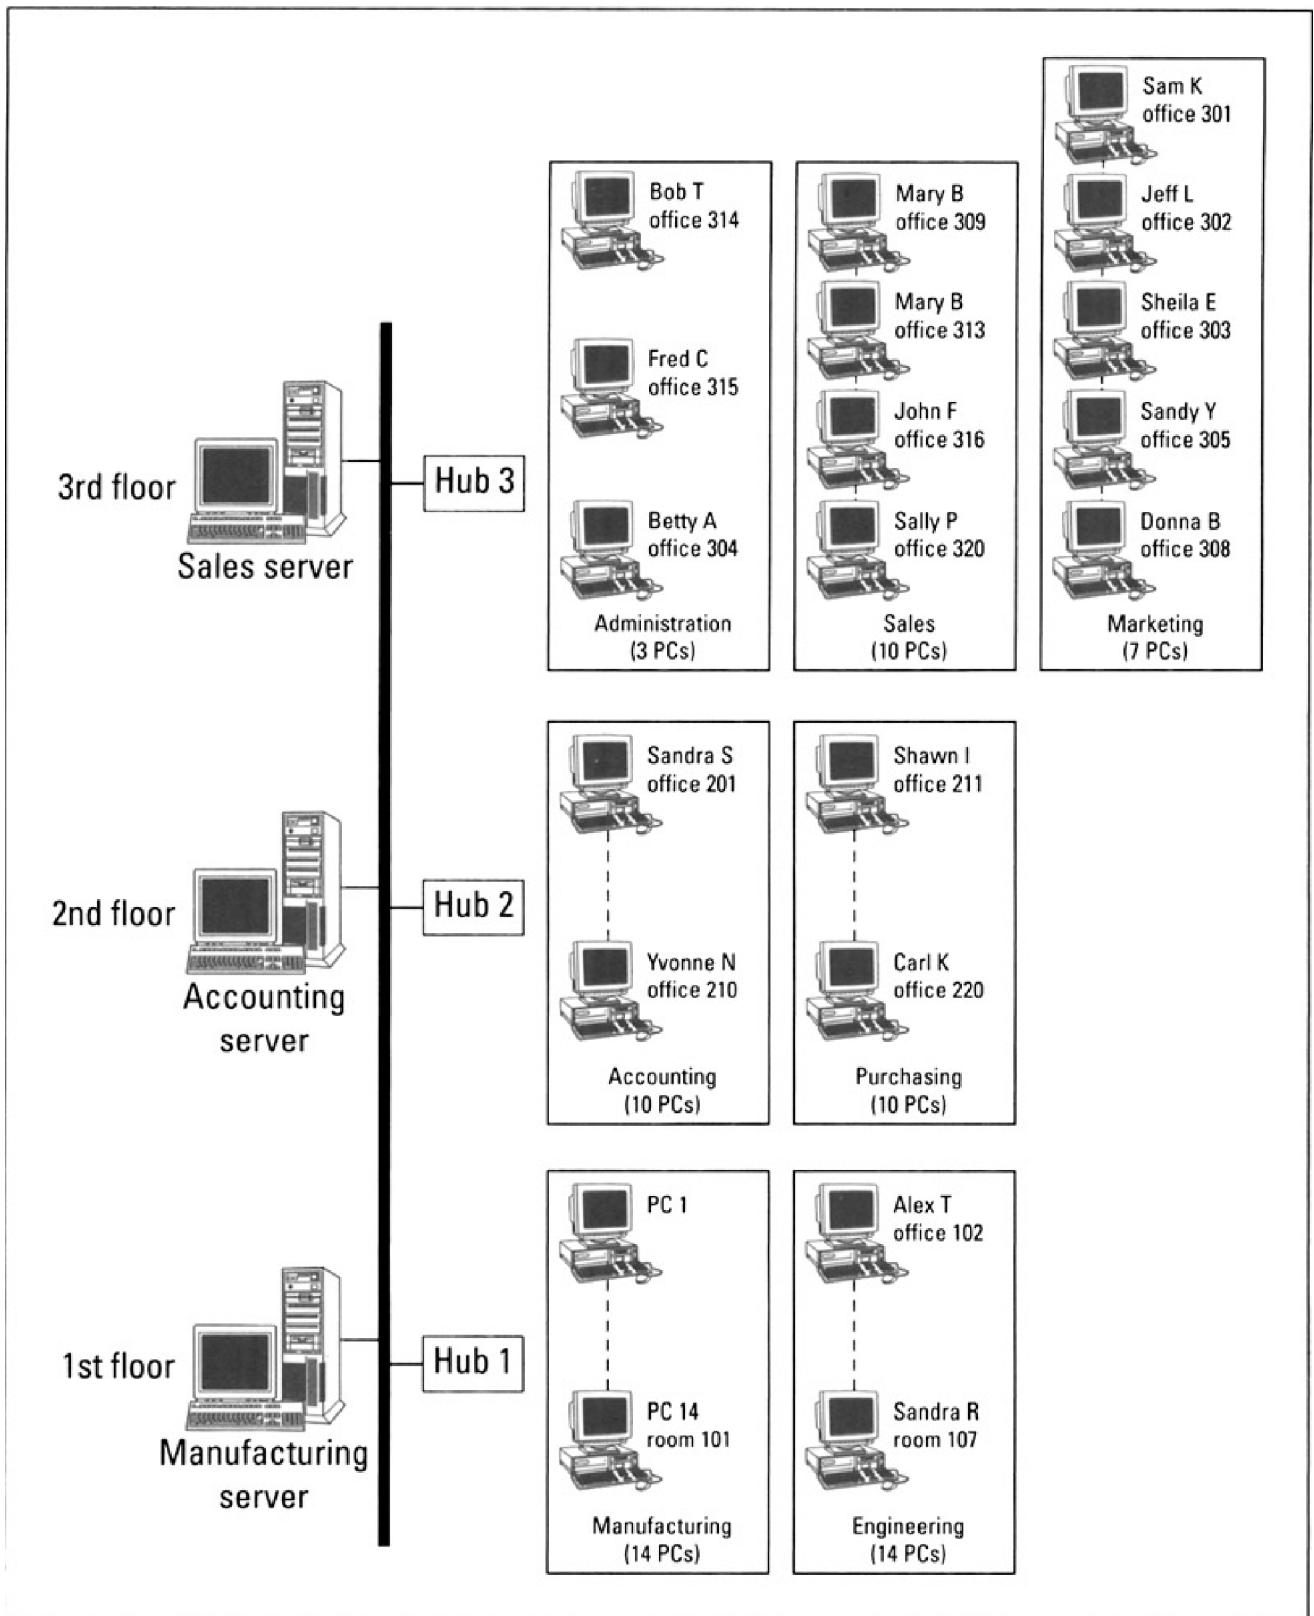 Sam K
office 301
Jeff L
office 302
Sheila E
office 303
Sandy Y
office 305
Donna B
office 308
Marketing
(7 PCs)
Bob T
office 314
Fred C
office 315
Betty A
office 304
Administration
(3 PCs)
Mary B
office 309
Mary B
office 313
John F
office 316
Sally P
office 320
Sales
(10 PCs)
3rd floor
Sales server
Hub 3
Sandra S
office 201
Yvonne N
office 210
Accounting
(10 PCs)
Shawn I
office 211
Carl K
office 220
Purchasing
(10 PCs)
2nd floor
Accounting
server
Hub 2
PC 1
PC 14
room 101
Manufacturing
(14 PCs)
Alex T
office 102
Sandra R
room 107
Engineering
(14 PCs)
1st floor
Manufacturing
server
Hub 1